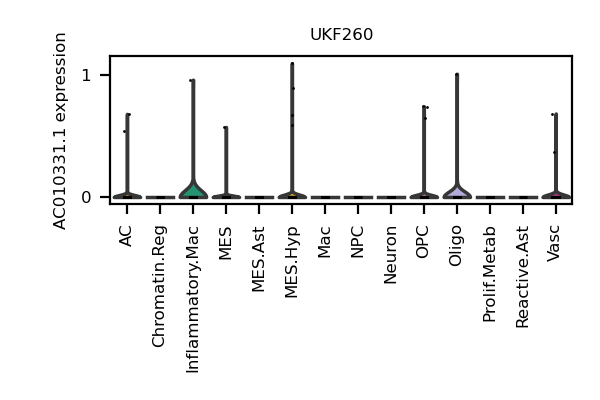 UKF260
AC010331.1 expression
1
0
AC
Chromatin.Reg
Inflammatory.Mac
MES
MES.Ast
MES.Hyp
Mac
NPC
Neuron
OPC
Oligo
Prolif.Metab
Reactive.Ast
Vasc